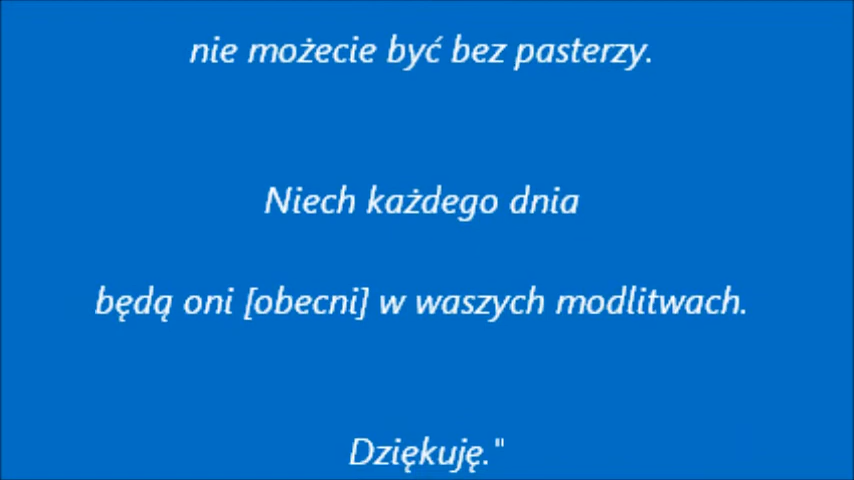 nie możecie być bez pasterzy.
Niech każdego dnia
będą oni [obecni] w waszych modlitwach.
Dziękuję."